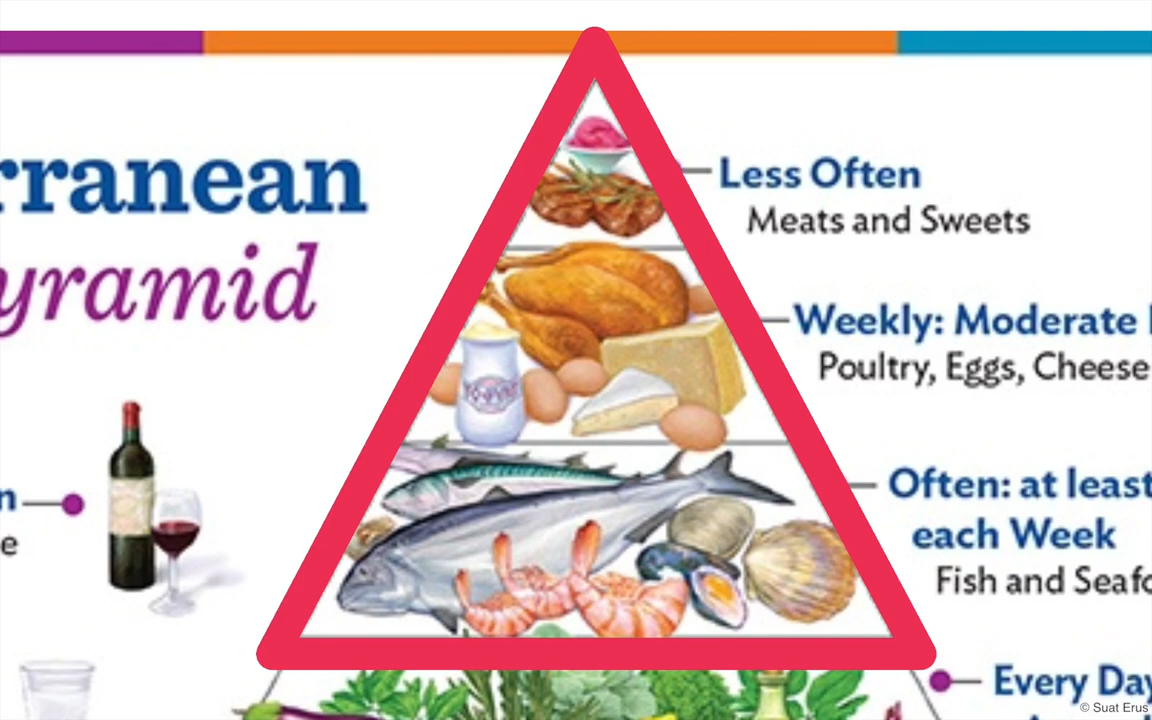 rranean
yramid
Less Often
Meats and Sweets
Weekly: Moderate
Poultry, Eggs, Cheese
n
e
Often: at least
each Week
Fish and Seafo
Every Day
© Suat Erus